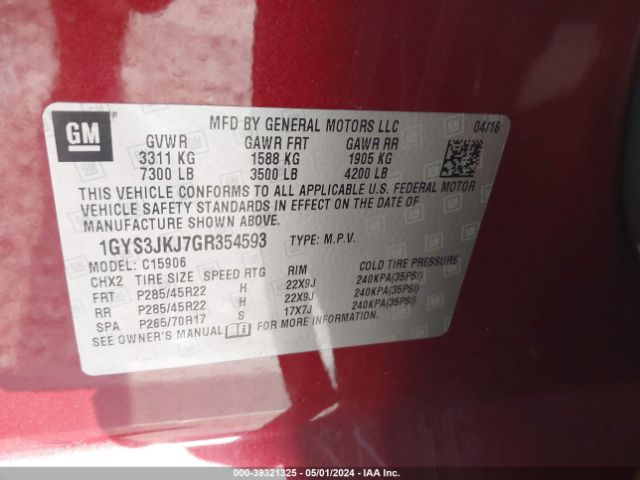 GM
MFD BY GENERAL MOTORS LLC 04/16
GVWR GAWR FRT GAWR RR
3311 KG 1588 KG 1905 KG
7300 LB 3500 LB 4200 LB
THIS VEHICLE CONFORMS TO ALL APPLICABLE U.S. FEDERAL MOTOR
VEHICLE SAFETY STANDARDS IN EFFECT ON THE DATE OF
MANUFACTURE SHOWN ABOVE.
1GYS3JKJ7GR354593 TYPE: M.P.V.
MODEL: C15906
CHX2 TIRE SIZE SPEED RTG RIM COLD TIRE PRESSURE
FRT P285/45R22 H 22X9J 240KPA(35PSI)
RR P285/45R22 H 22X9J 240KPA(35PSI)
SPA P265/70R17 S 17X7J 240KPA(35PSI)
SEE OWNER'S MANUAL FOR MORE INFORMATION.
000-39321325 - 05/01/2024 - IAAI.com